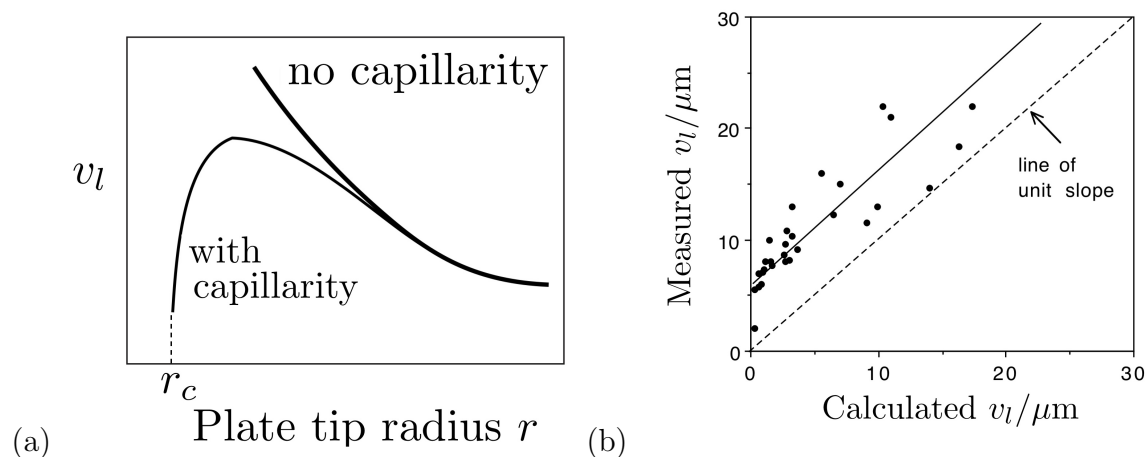 no capillarity
v_l
with
capillarity
r_c
Plate tip radius r
(a)
30
20
10
0
Measured v_l/μm
line of
unit slope
0
10
20
30
Calculated v_l/μm
(b)